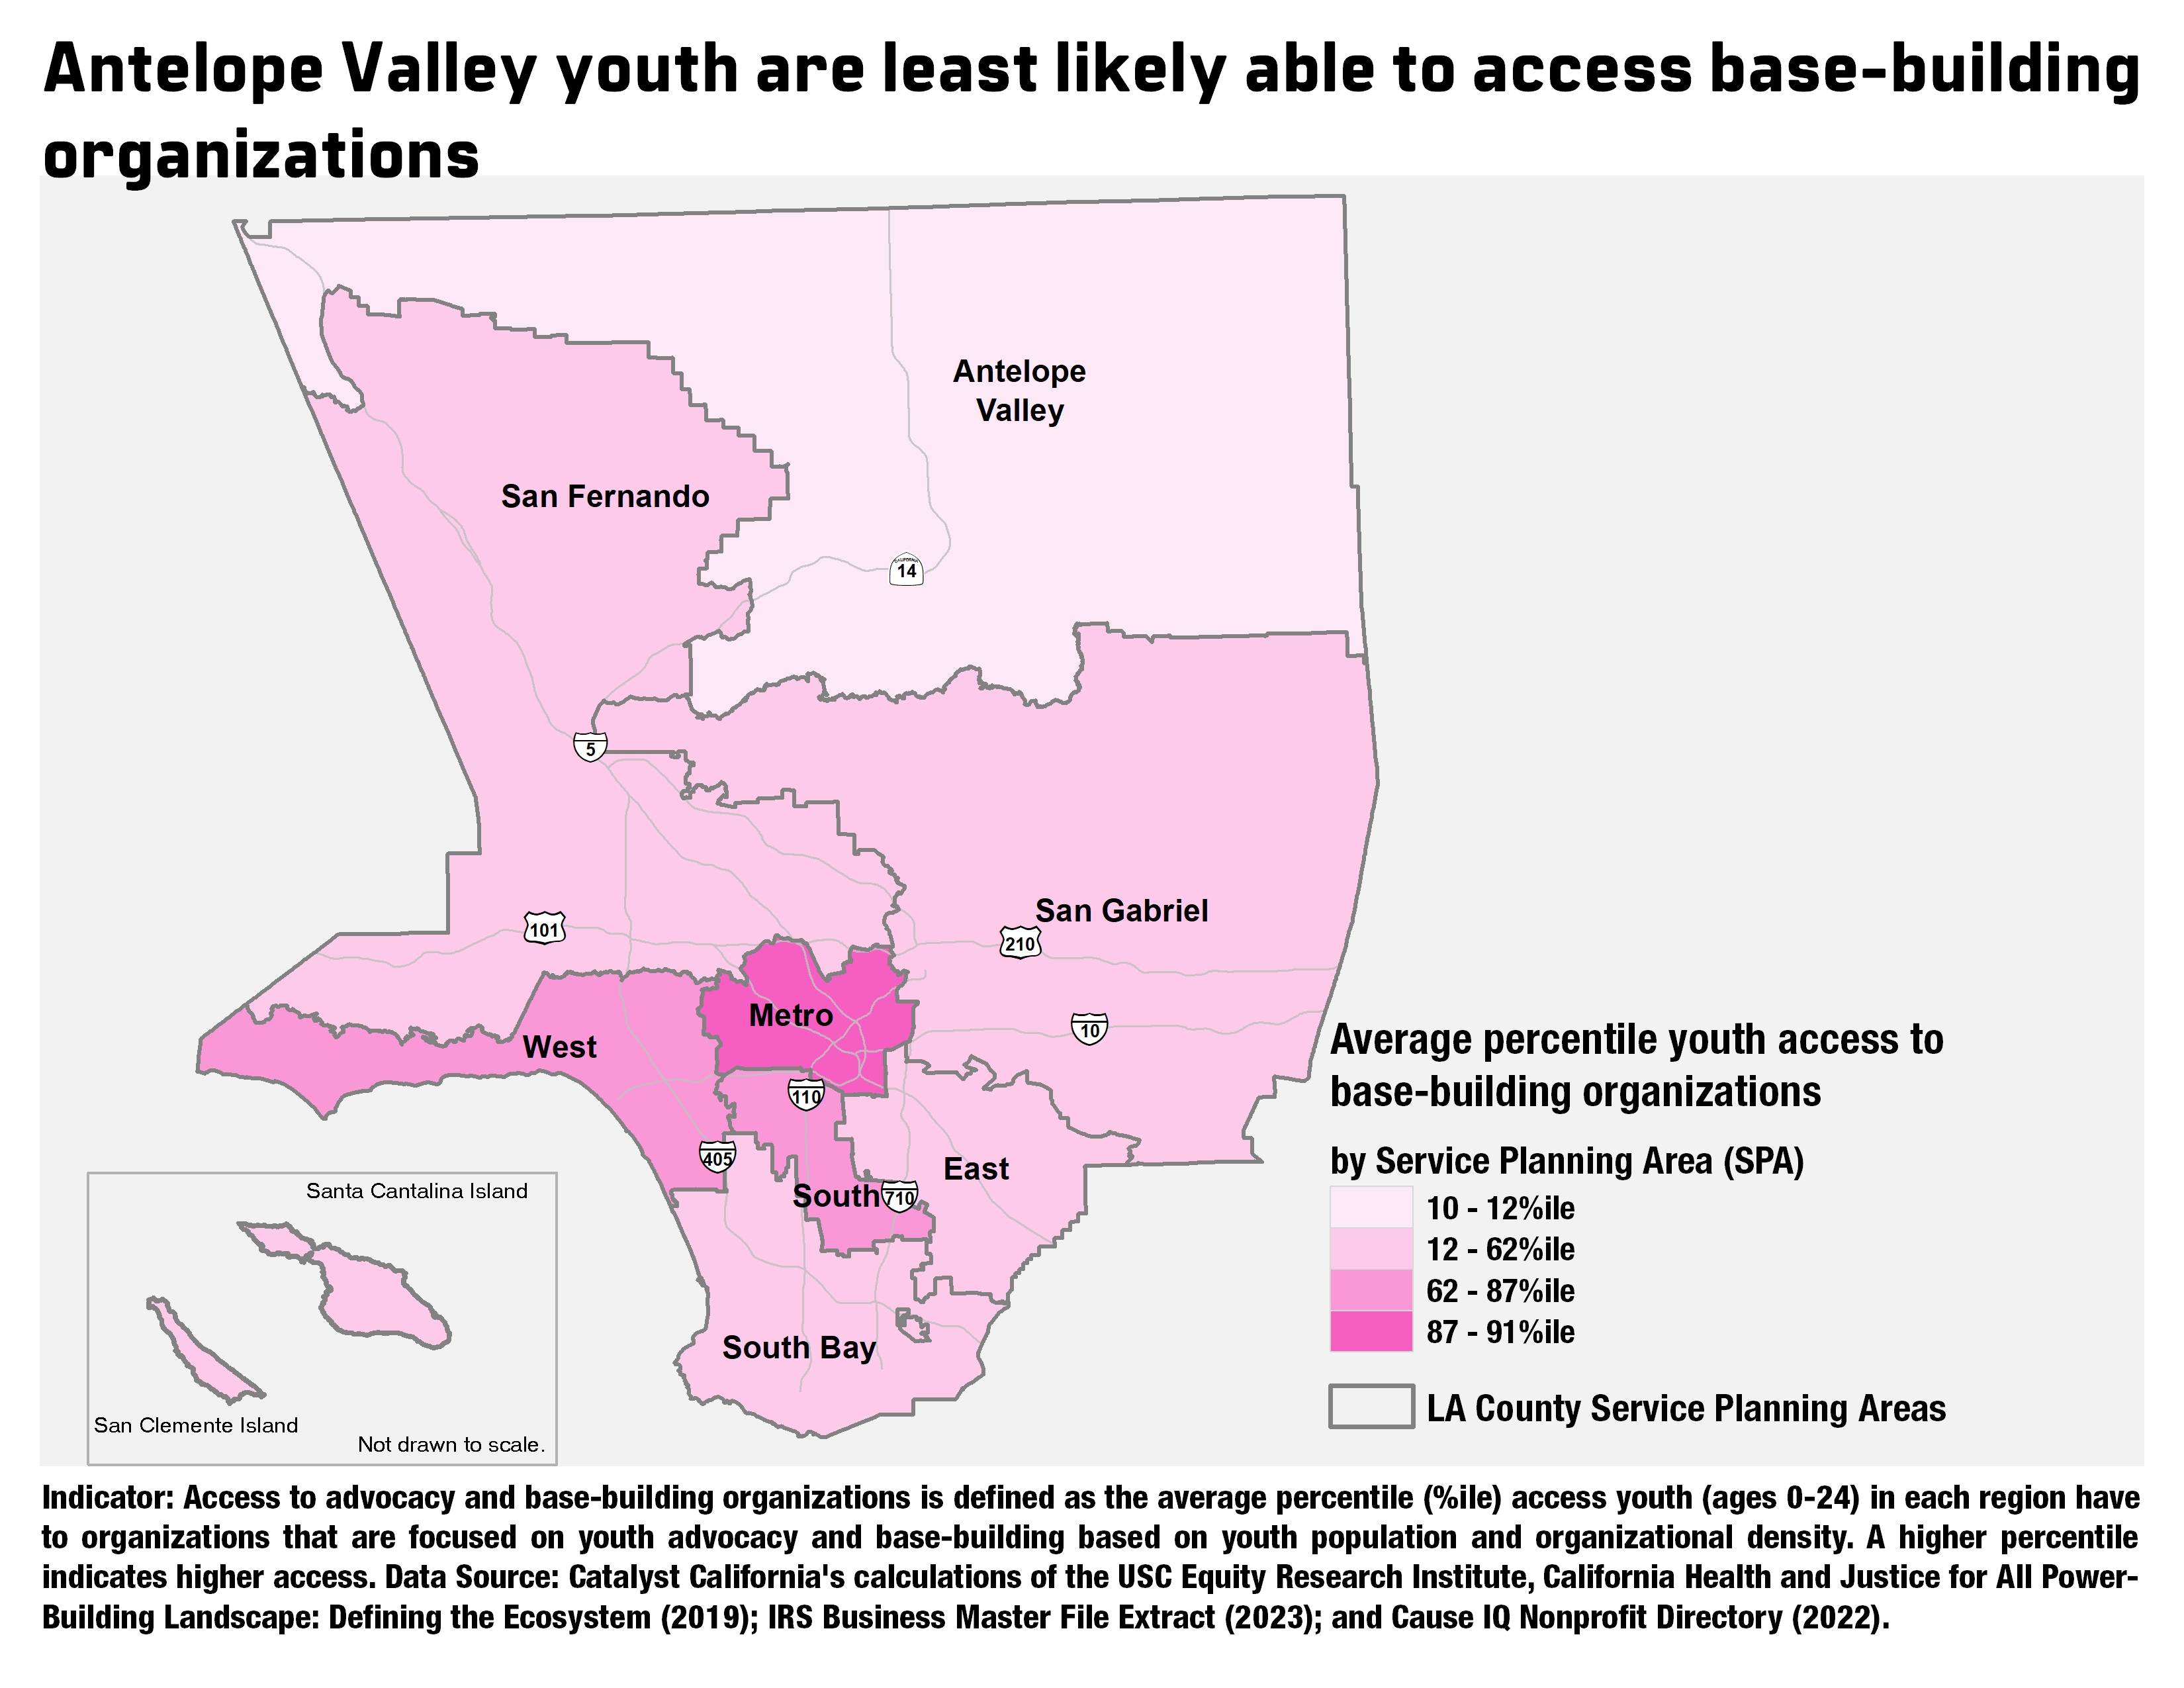 Antelope Valley youth are least likely able to access base-building
organizations
Antelope
Valley
San Fernando
CALIFORNIA
14
5
San Gabriel
101
210
Metro
10
West
110
405
East
South
710
South Bay
Average percentile youth access to
base-building organizations
by Service Planning Area (SPA)
10 - 12%ile
12 - 62%ile
62 - 87%ile
87 - 91%ile
LA County Service Planning Areas
Santa Cantalina Island
San Clemente Island
Not drawn to scale.
Indicator: Access to advocacy and base-building organizations is defined as the average percentile (%ile) access youth (ages 0-24) in each region have
to organizations that are focused on youth advocacy and base-building based on youth population and organizational density. A higher percentile
indicates higher access. Data Source: Catalyst California's calculations of the USC Equity Research Institute, California Health and Justice for All Power-
Building Landscape: Defining the Ecosystem (2019); IRS Business Master File Extract (2023); and Cause IQ Nonprofit Directory (2022).